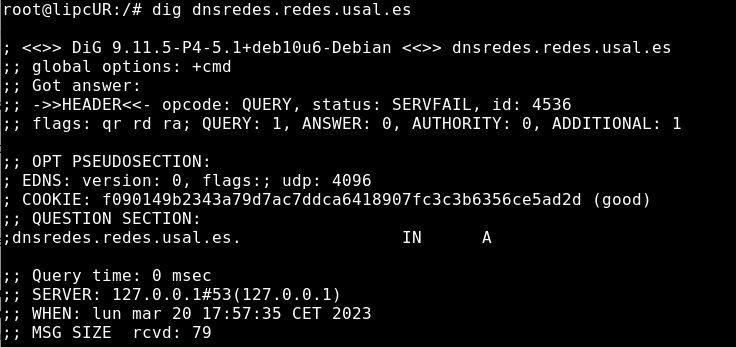 root@lipcUR:/# dig dnsredes.redes.usal.es
; <<>> DiG 9.11.5-P4-5.1+deb10u6-Debian <<>> dnsredes.redes.usal.es
;; global options: +cmd
;; Got answer:
;; ->>HEADER<<- opcode: QUERY, status: SERVFAIL, id: 4536
;; flags: qr rd ra; QUERY: 1, ANSWER: 0, AUTHORITY: 0, ADDITIONAL: 1
;; OPT PSEUDOSECTION:
; EDNS: version: 0, flags:; udp: 4096
; COOKIE: f090149b2343a79d7ac7ddca6418907fc3c3b6356ce5ad2d (good)
;; QUESTION SECTION:
;dnsredes.redes.usal.es. IN A
;; Query time: 0 msec
;; SERVER: 127.0.0.1#53(127.0.0.1)
;; WHEN: lun mar 20 17:57:35 CET 2023
;; MSG SIZE rcvd: 79